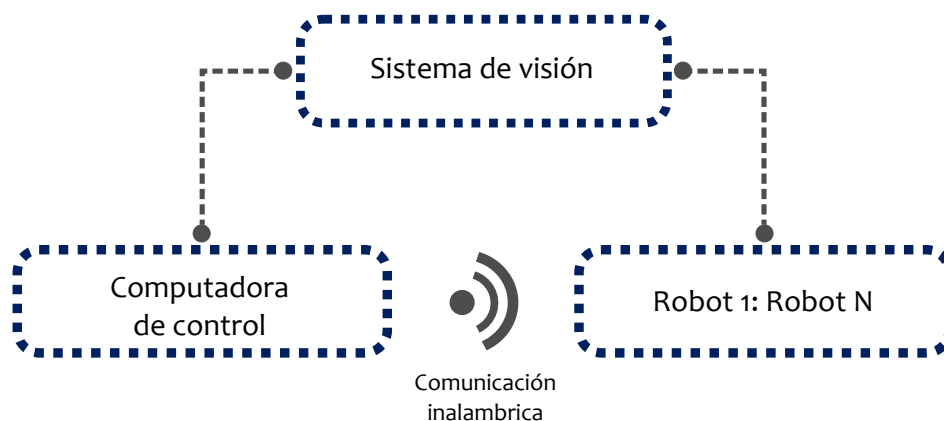 Sistema de visión
Computadora
de control
Robot 1: Robot N
Comunicación
inalambrica